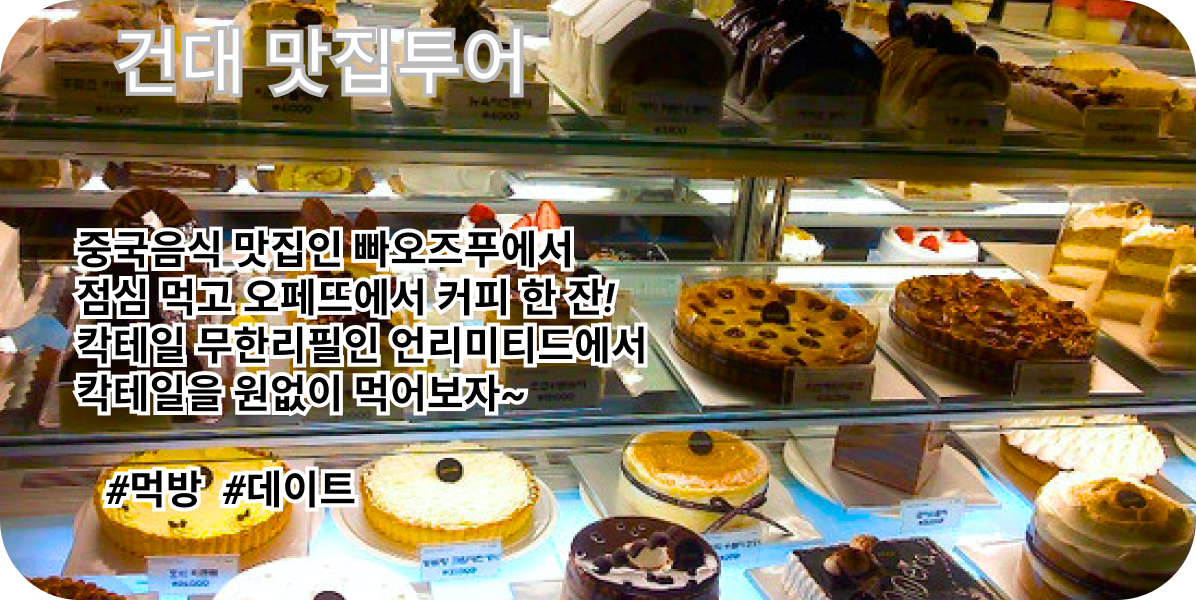 건대 맛집투어
중국음식 맛집인 빠오즈푸에서
점심 먹고 오페뜨에서 커피 한 잔!
칵테일 무한리필인 언리미티드에서
칵테일을 원없이 먹어보자~
#먹방 #데이트